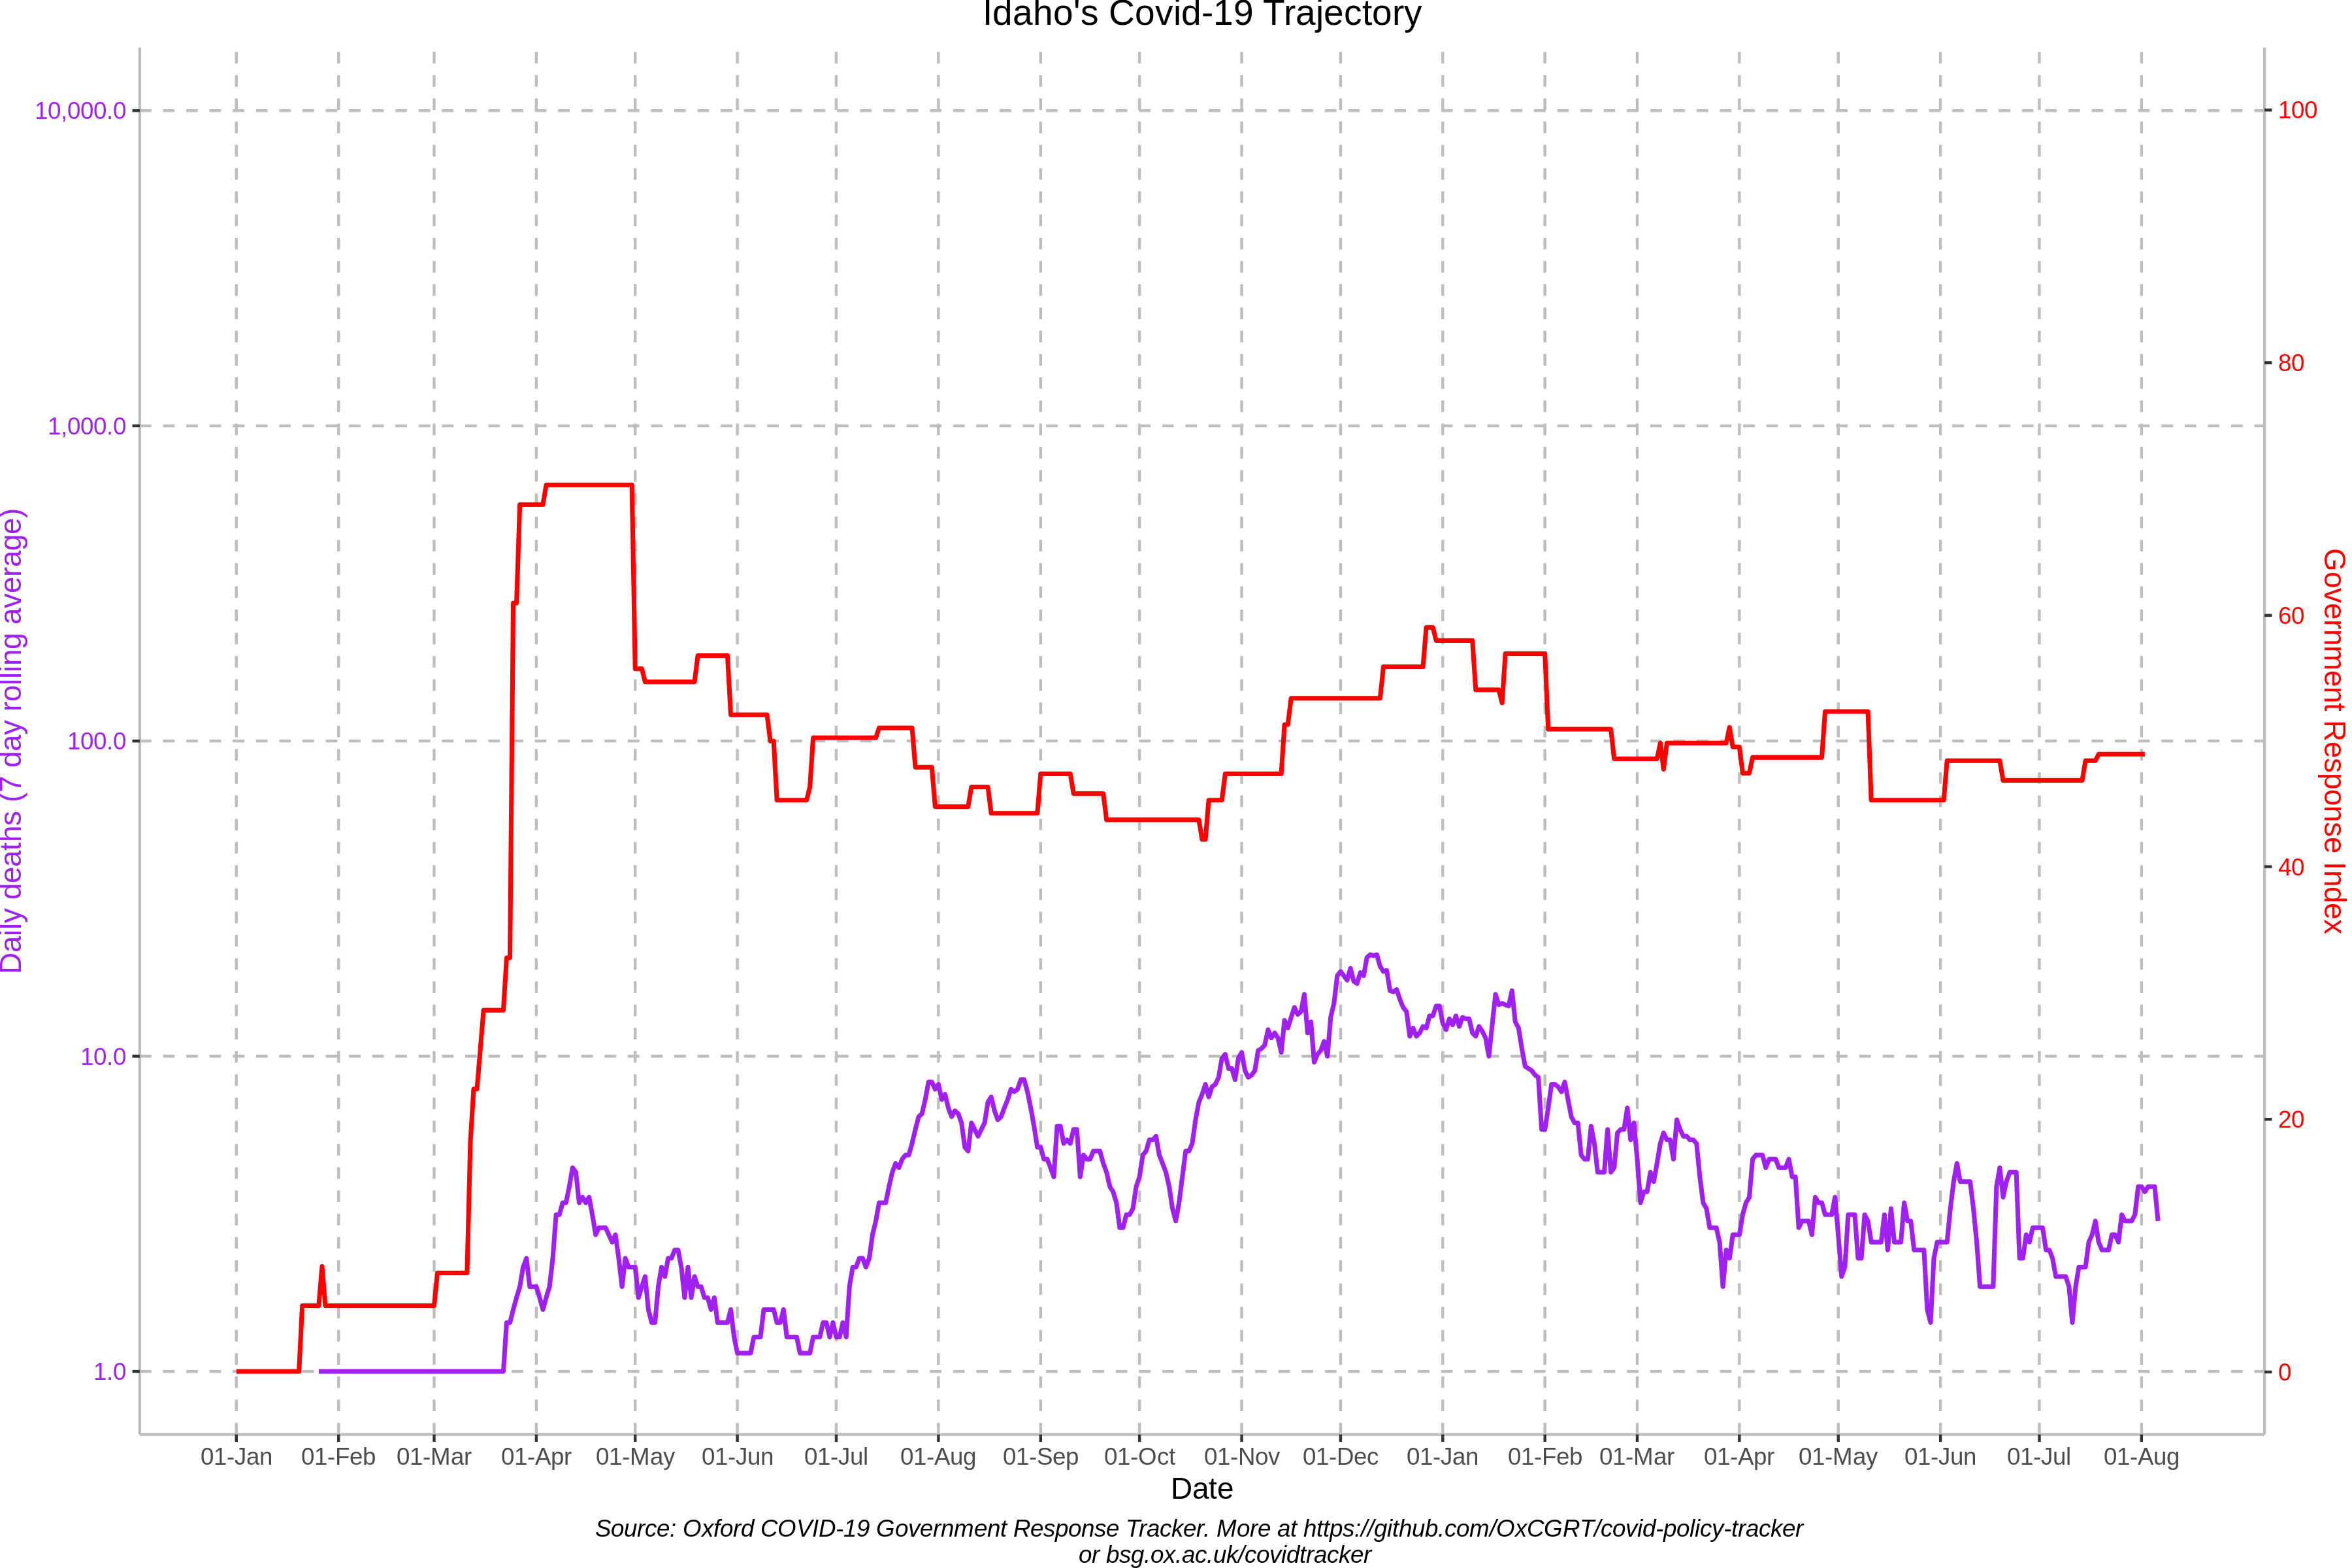 Idaho's Covid-19 Trajectory
10,000.0
1,000.0
100.0
10.0
1.0
Daily deaths (7 day rolling average)
100
80
60
40
20
0
Government Response Index
01-Jan 01-Feb 01-Mar 01-Apr 01-May 01-Jun 01-Jul 01-Aug 01-Sep 01-Oct 01-Nov 01-Dec 01-Jan 01-Feb 01-Mar 01-Apr 01-May 01-Jun 01-Jul 01-Aug
Date
Source: Oxford COVID-19 Government Response Tracker. More at https://github.com/OxCGRT/covid-policy-tracker
or bsg.ox.ac.uk/covidtracker